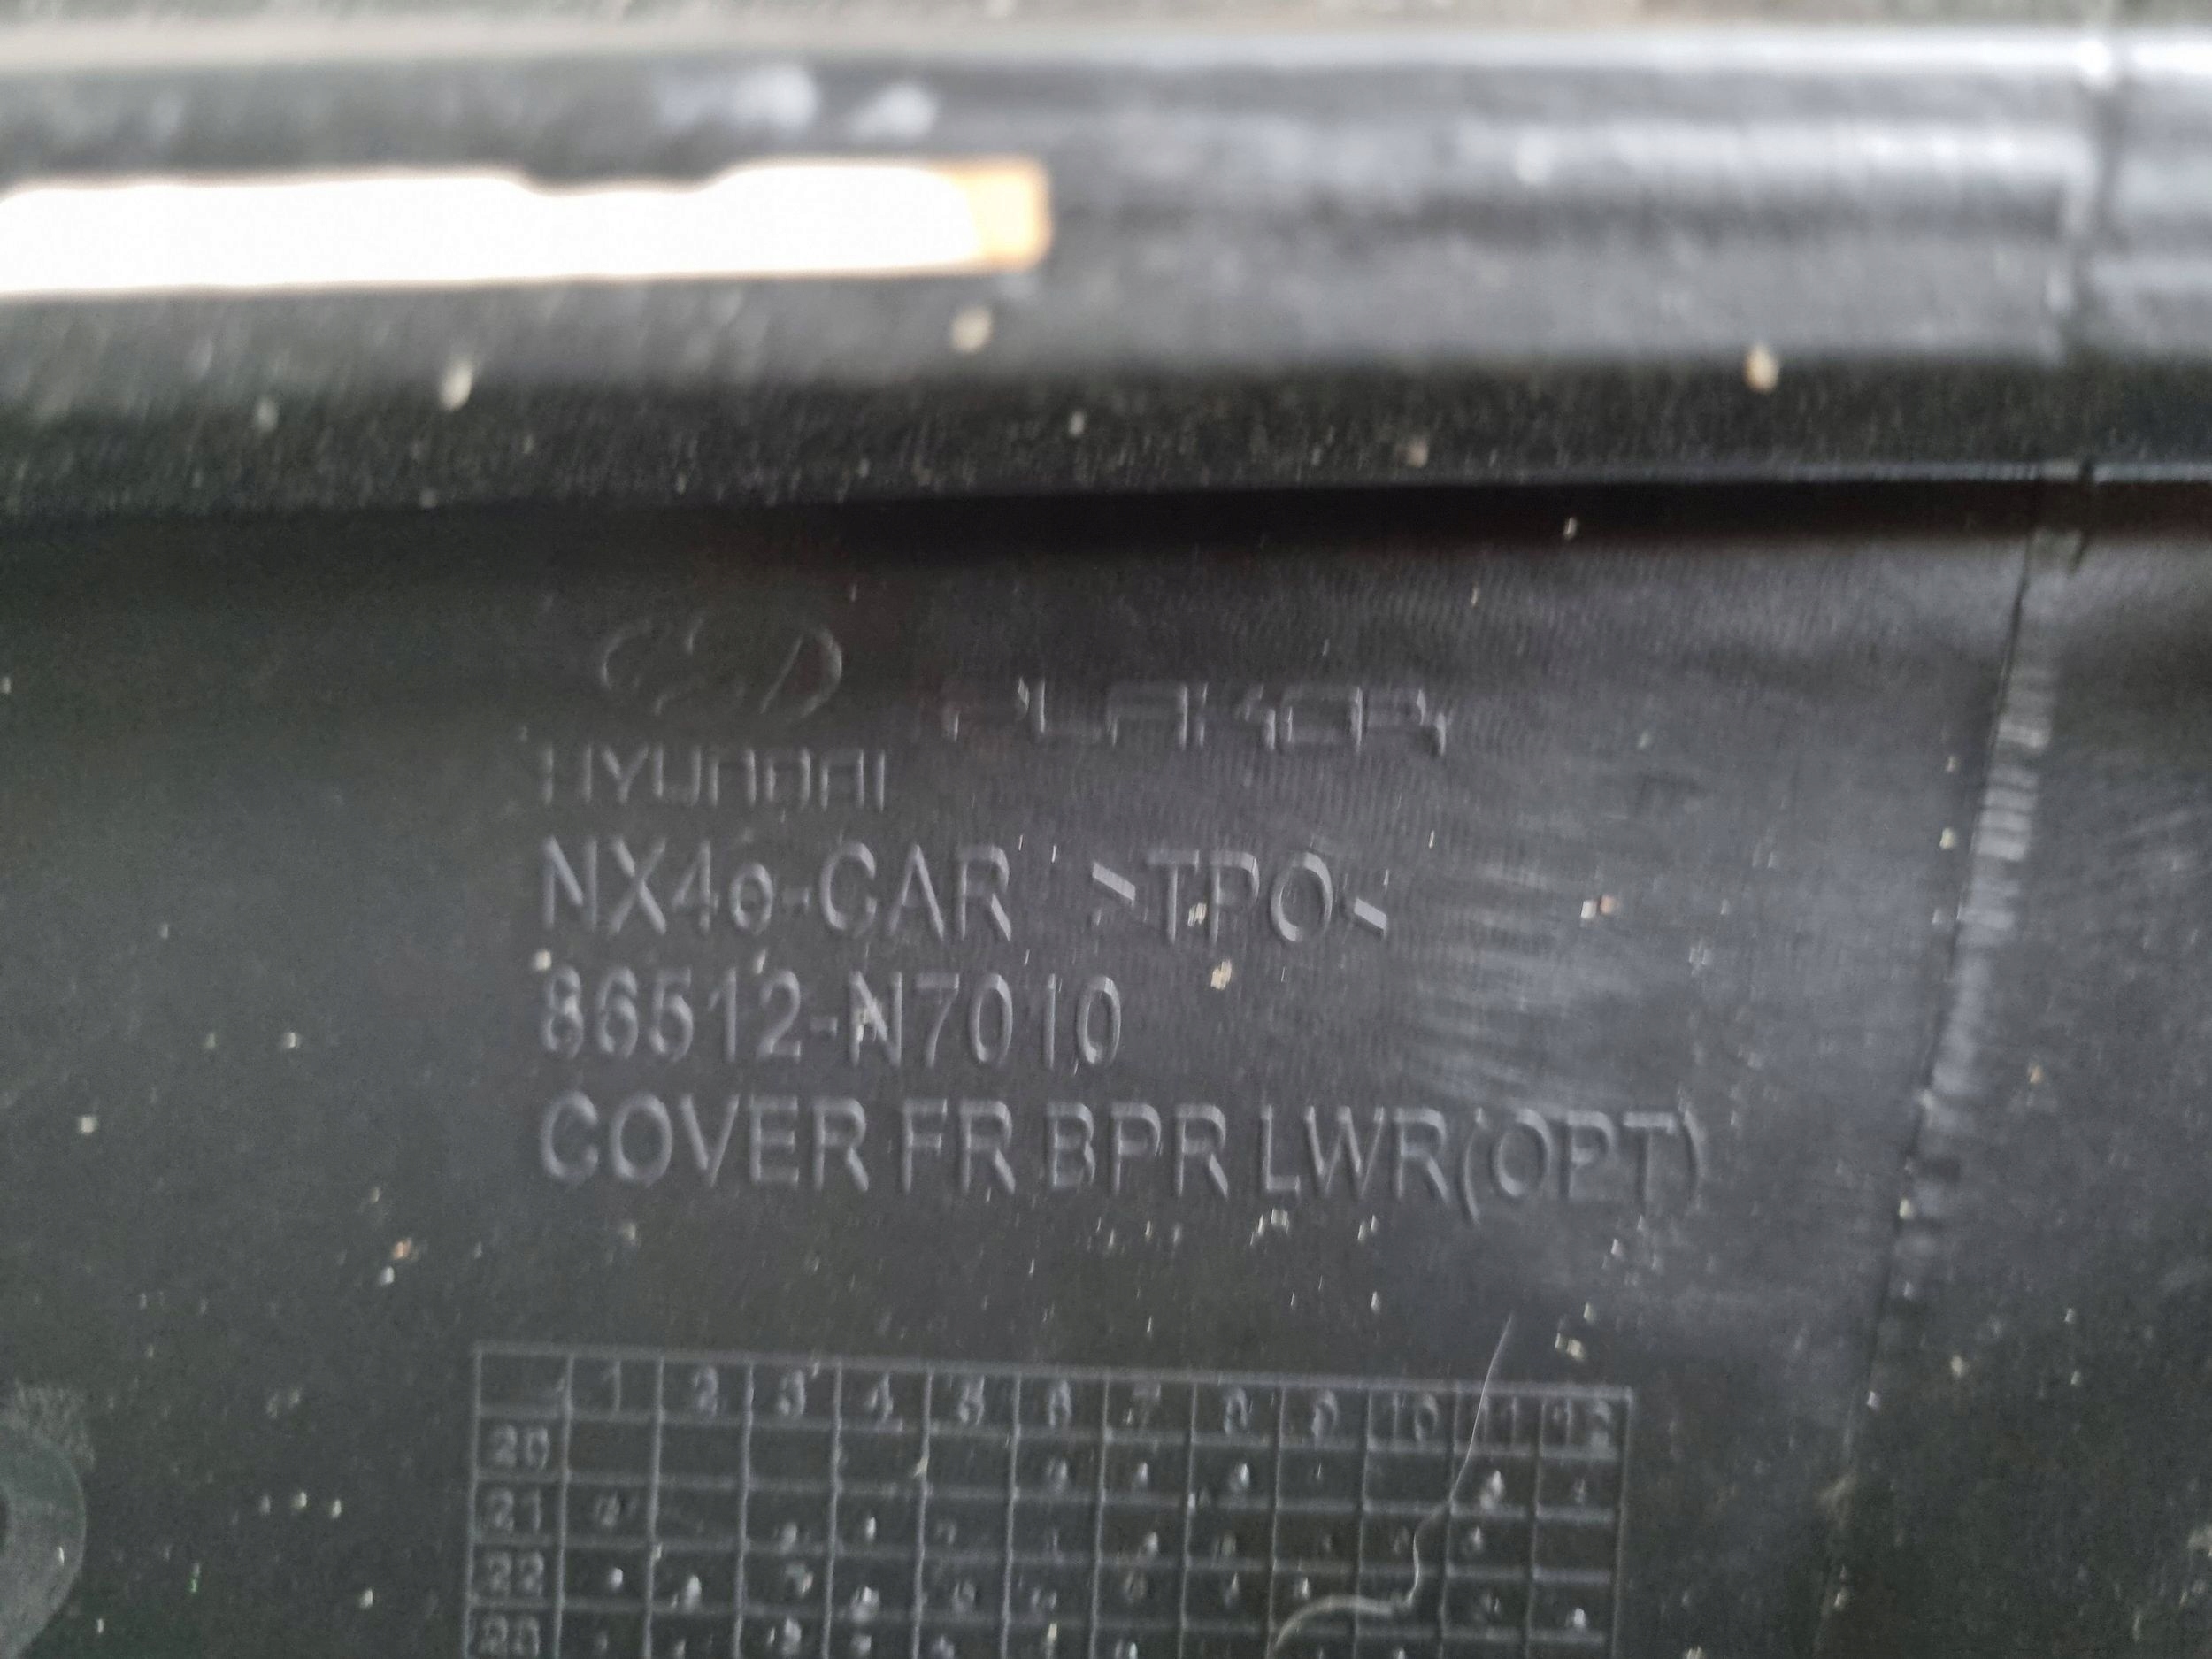 PLAKOR
HYUNDAI
NX4e-CAR >TPO<
86512-N7010
COVER FR BPR LWR(OPT)
1 2 3 4 5 6 7 8 9 10 11 12
20
21
22
23